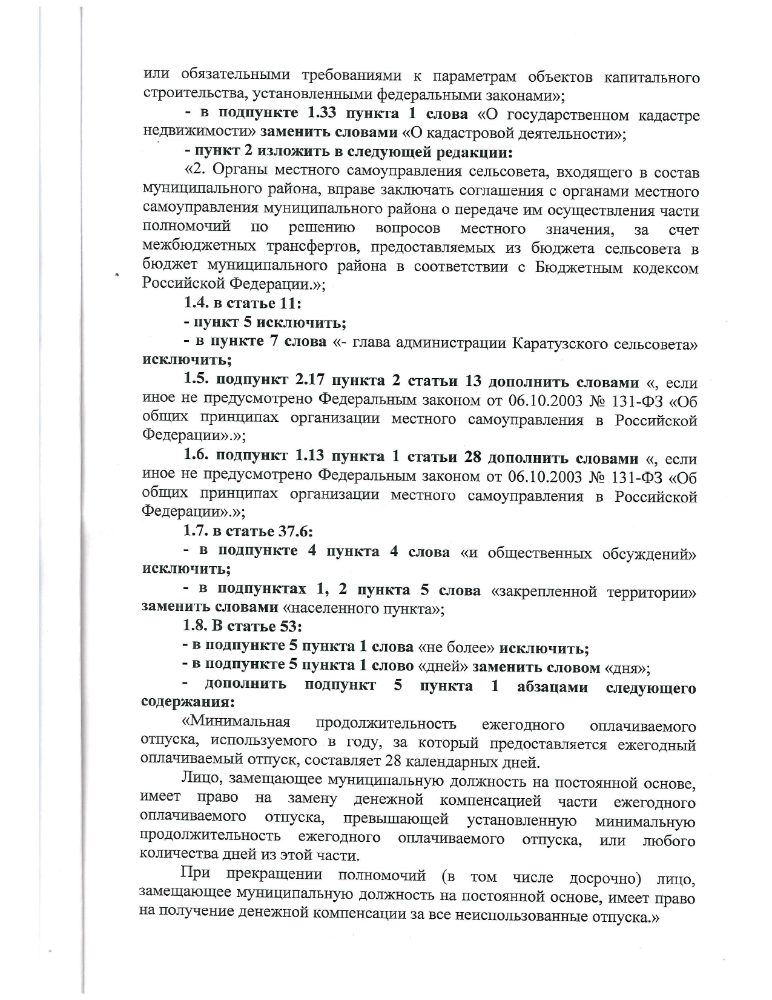 или обязательными требованиями к параметрам объектов капитального
строительства, установленными федеральными законами»;
- в подпункте 1.33 пункта 1 слова «О государственном кадастре
недвижимости» заменить словами «О кадастровой деятельности»;
- пункт 2 изложить в следующей редакции:
«2. Органы местного самоуправления сельсовета, входящего в состав
муниципального района, вправе заключать соглашения с органами местного
самоуправления муниципального района о передаче им осуществления части
полномочий по решению вопросов местного значения, за счет
межбюджетных трансфертов, предоставляемых из бюджета сельсовета в
бюджет муниципального района в соответствии с Бюджетным кодексом
Российской Федерации.»;
1.4. в статье 11:
- пункт 5 исключить;
- в пункте 7 слова «- глава администрации Каратузского сельсовета»
исключить;
1.5. подпункт 2.17 пункта 2 статьи 13 дополнить словами «, если
иное не предусмотрено Федеральным законом от 06.10.2003 № 131-ФЗ «Об
общих принципах организации местного самоуправления в Российской
Федерации».»;
1.6. подпункт 1.13 пункта 1 статьи 28 дополнить словами «, если
иное не предусмотрено Федеральным законом от 06.10.2003 № 131-ФЗ «Об
общих принципах организации местного самоуправления в Российской
Федерации».»;
1.7. в статье 37.6:
- в подпункте 4 пункта 4 слова «и общественных обсуждений»
исключить;
- в подпунктах 1, 2 пункта 5 слова «закрепленной территории»
заменить словами «населенного пункта»;
1.8. В статье 53:
- в подпункте 5 пункта 1 слова «не более» исключить;
- в подпункте 5 пункта 1 слово «дней» заменить словом «дня»;
- дополнить подпункт 5 пункта 1 абзацами следующего
содержания:
«Минимальная продолжительность ежегодного оплачиваемого
отпуска, используемого в году, за который предоставляется ежегодный
оплачиваемый отпуск, составляет 28 календарных дней.
Лицо, замещающее муниципальную должность на постоянной основе,
имеет право на замену денежной компенсацией части ежегодного
оплачиваемого отпуска, превышающей установленную минимальную
продолжительность ежегодного оплачиваемого отпуска, или любого
количества дней из этой части.
При прекращении полномочий (в том числе досрочно) лицо,
замещающее муниципальную должность на постоянной основе, имеет право
на получение денежной компенсации за все неиспользованные отпуска.»